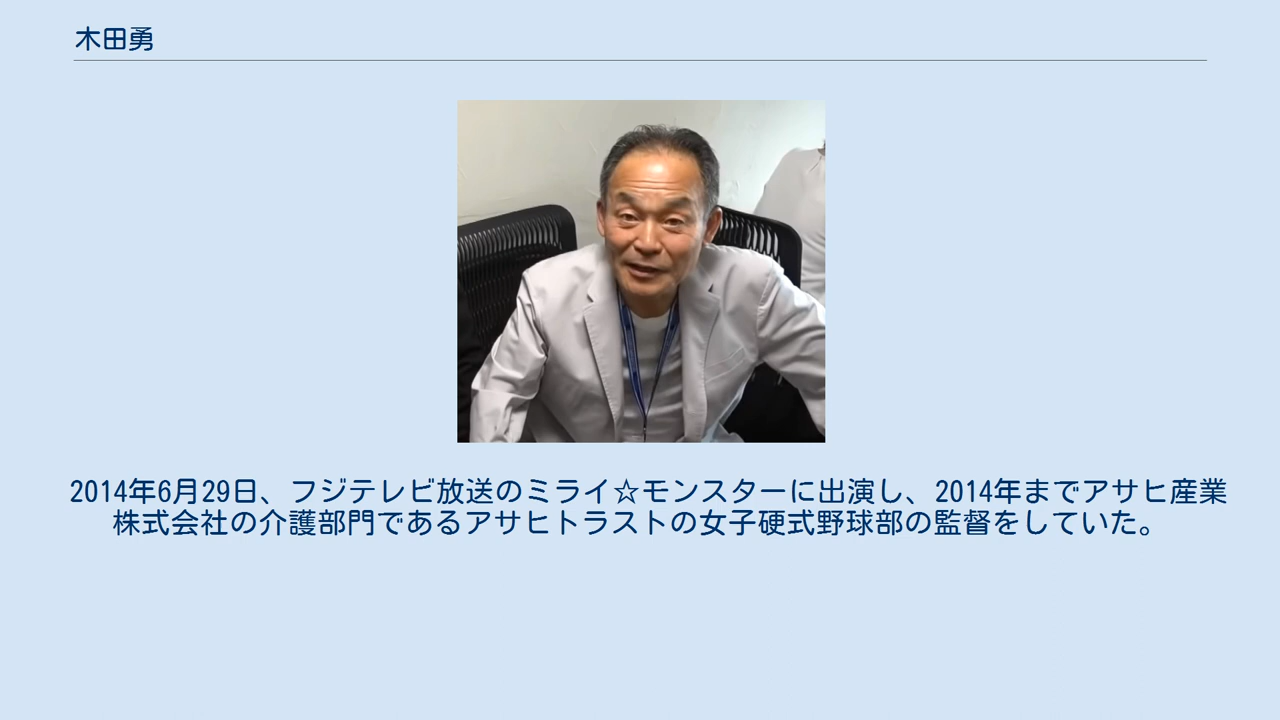 木田勇
2014年6月29日、フジテレビ放送のミライ☆モンスターに出演し、2014年までアサヒ産業
株式会社の介護部門であるアサヒトラストの女子硬式野球部の監督をしていた。